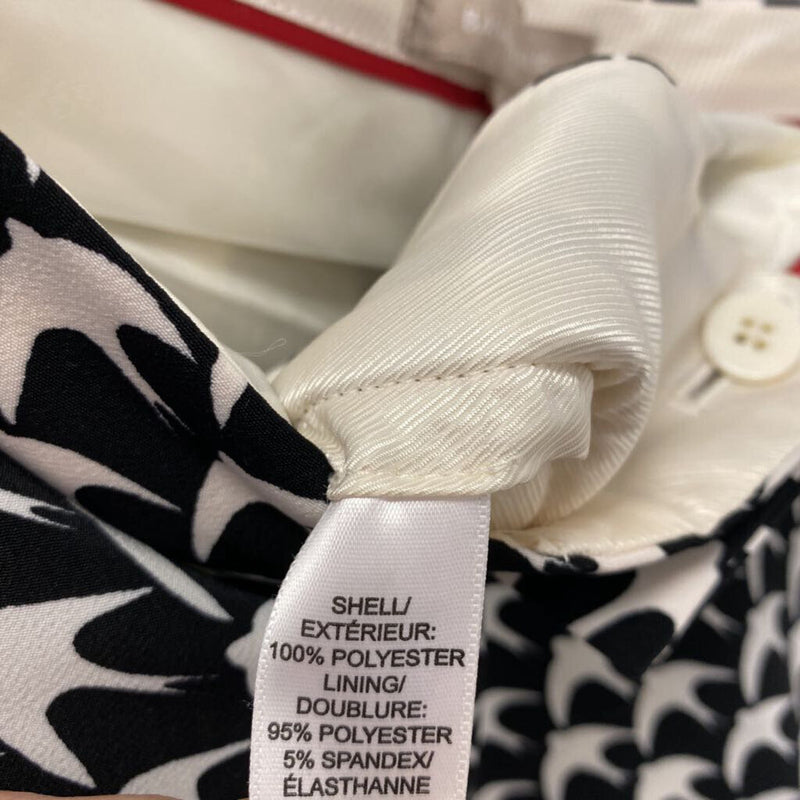 SHELL/
EXTÉRIEUR:
100% POLYESTER
LINING/
DOUBLURE:
95% POLYESTER
5% SPANDEX/
ÉLASTHANNE